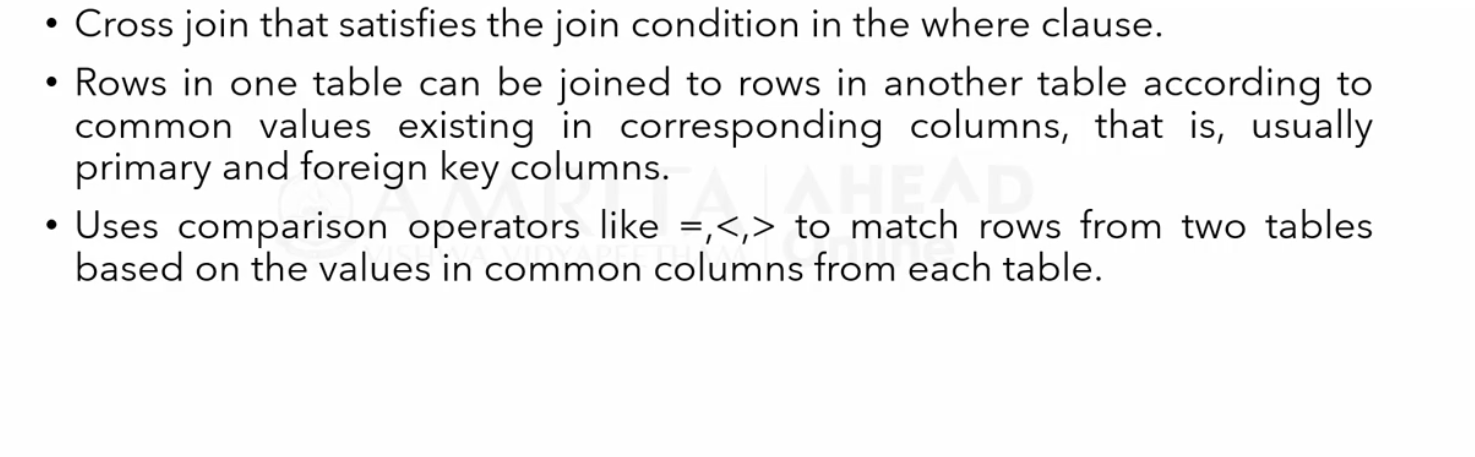 • Cross join that satisfies the join condition in the where clause.
• Rows in one table can be joined to rows in another table according to
common values existing in corresponding columns, that is, usually
primary and foreign key columns.
AMRITA AHEAD
• Uses comparison operators like =,<,> to match rows from two tables
VISHWA VIDYAPEETHAM Online
based on the values in common columns from each table.